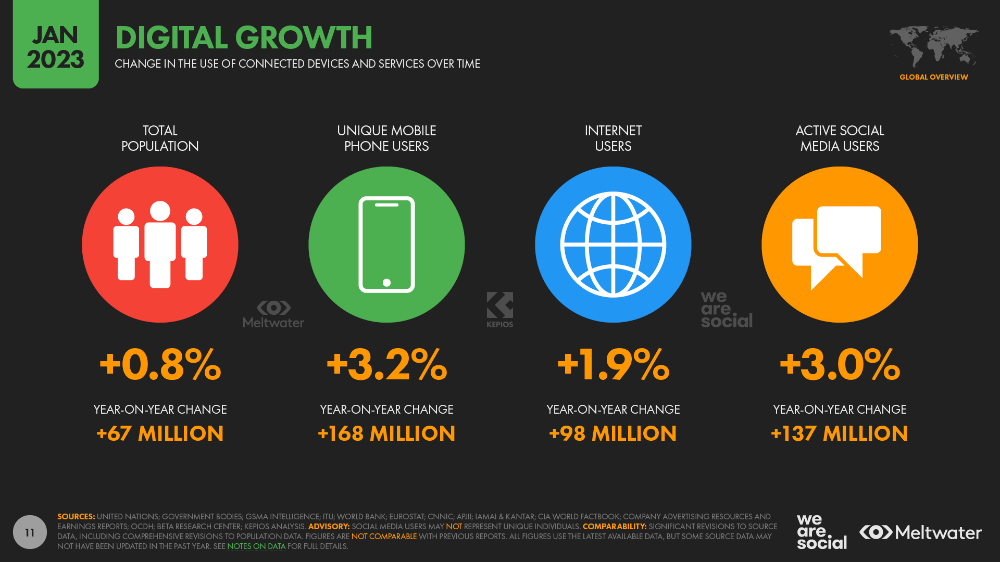 JAN
2023
DIGITAL GROWTH
CHANGE IN THE USE OF CONNECTED DEVICES AND SERVICES OVER TIME
GLOBAL OVERVIEW
TOTAL
POPULATION
UNIQUE MOBILE
PHONE USERS
INTERNET
USERS
ACTIVE SOCIAL
MEDIA USERS
Meltwater
KEPIOS
we
are
social
+0.8%
+3.2%
+1.9%
+3.0%
YEAR-ON-YEAR CHANGE
YEAR-ON-YEAR CHANGE
YEAR-ON-YEAR CHANGE
YEAR-ON-YEAR CHANGE
+67 MILLION
+168 MILLION
+98 MILLION
+137 MILLION
11
SOURCES: UNITED NATIONS; GOVERNMENT BODIES; GSMA INTELLIGENCE; ITU; WORLD BANK; EUROSTAT; CNNIC; APJII; IAMAI & KANTAR; CIA WORLD FACTBOOK; COMPANY ADVERTISING RESOURCES AND
EARNINGS REPORTS; OCDH; BETA RESEARCH CENTER; KEPIOS ANALYSIS. ADVISORY: SOCIAL MEDIA USERS MAY NOT REPRESENT UNIQUE INDIVIDUALS. COMPARABILITY: SIGNIFICANT REVISIONS TO SOURCE
DATA, INCLUDING COMPREHENSIVE REVISIONS TO POPULATION DATA. FIGURES ARE NOT COMPARABLE WITH PREVIOUS REPORTS. ALL FIGURES USE THE LATEST AVAILABLE DATA, BUT SOME SOURCE DATA MAY
NOT HAVE BEEN UPDATED IN THE PAST YEAR. SEE NOTES ON DATA FOR FULL DETAILS.
we
are
social
Meltwater